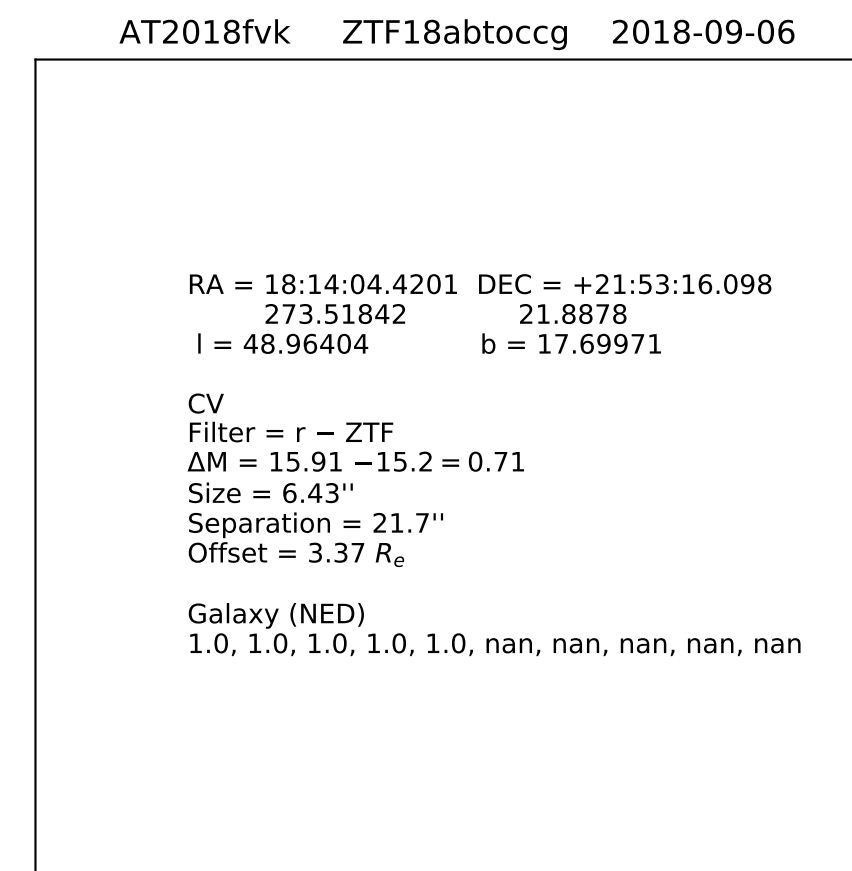 AT2018fvk ZTF18abtoccg 2018-09-06
RA = 18:14:04.4201 DEC = +21:53:16.098
273.51842 21.8878
l = 48.96404 b = 17.69971
CV
Filter = r − ZTF
ΔM = 15.91 −15.2 = 0.71
Size = 6.43''
Separation = 21.7''
Offset = 3.37 Rₑ
Galaxy (NED)
1.0, 1.0, 1.0, 1.0, 1.0, nan, nan, nan, nan, nan